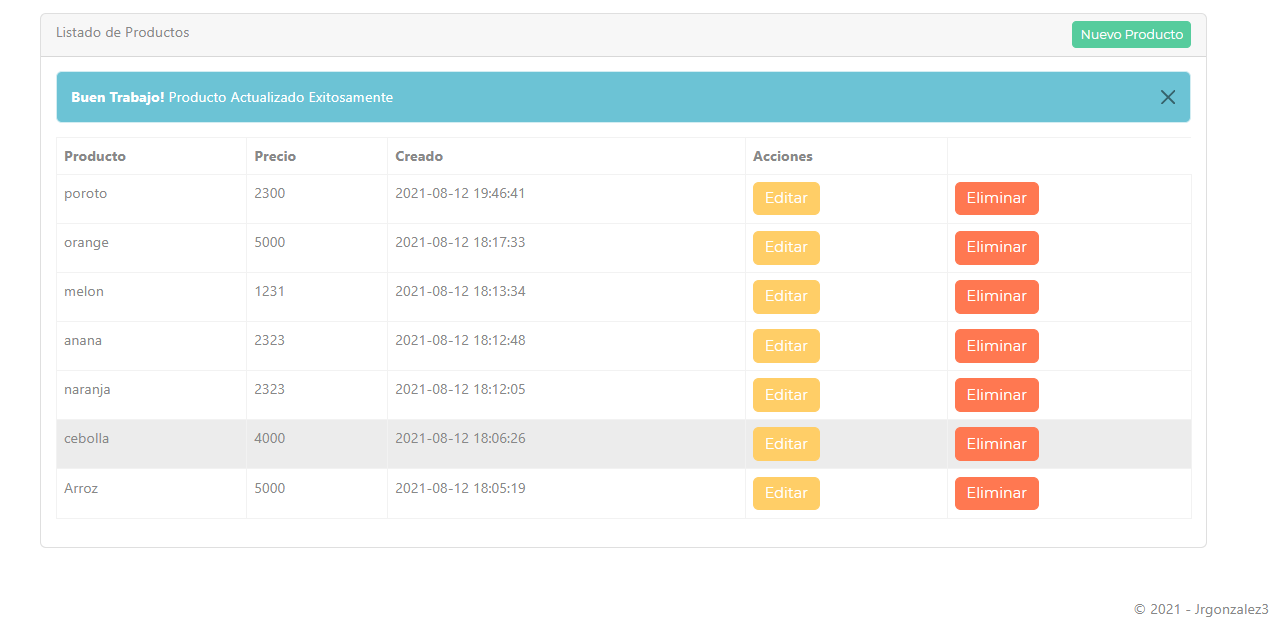 Listado de Productos Nuevo Producto
Buen Trabajo! Producto Actualizado Exitosamente
Producto Precio Creado Acciones
poroto 2300 2021-08-12 19:46:41 Editar Eliminar
orange 5000 2021-08-12 18:17:33 Editar Eliminar
melon 1231 2021-08-12 18:13:34 Editar Eliminar
anana 2323 2021-08-12 18:12:48 Editar Eliminar
naranja 2323 2021-08-12 18:12:05 Editar Eliminar
cebolla 4000 2021-08-12 18:06:26 Editar Eliminar
Arroz 5000 2021-08-12 18:05:19 Editar Eliminar
© 2021 - Jrgonzalez3